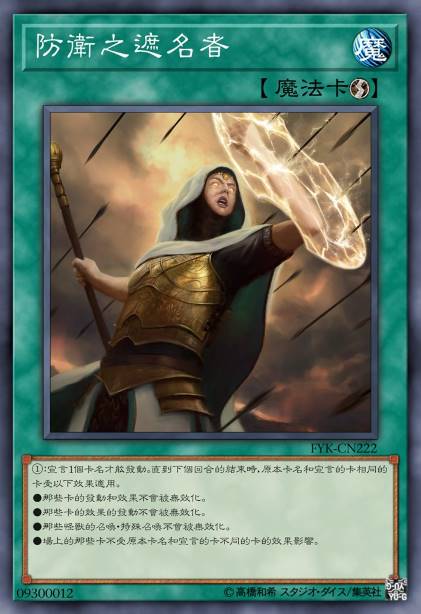 防衛之遮名者
魔
【魔法卡】
FYK-CN222
①:宣言1個卡名才能發動。直到下個回合的結束時,原本卡名和宣言的卡相同的
卡受以下效果適用。
●那些卡的發動和效果不會被無效化。
●那些卡的效果的發動不會被無效化。
●那些怪獸的召喚·特殊召喚不會被無效化。
●場上的那些卡不受原本卡名和宣言的卡不同的卡的效果影響。
09300012
©高橋和希 スタジオ・ダイス/集英社